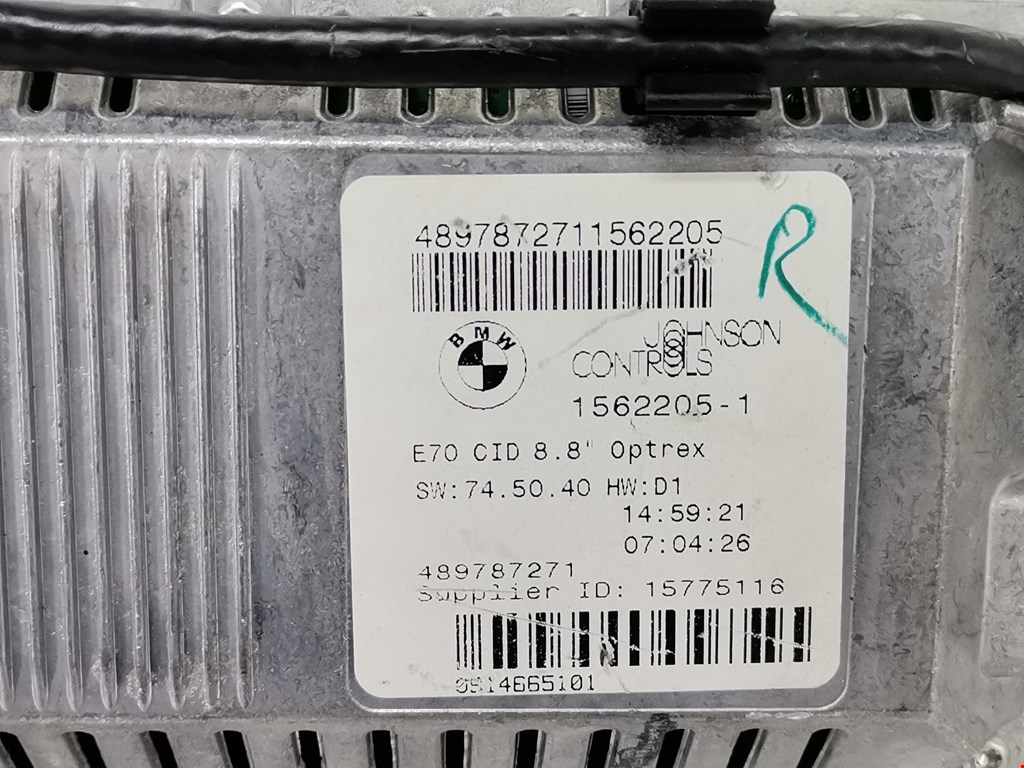 4897872711562205
BMW
JOHNSON
CONTROLS
1562205-1
E70 CID 8.8" Optrex
SW:74.50.40 HW:D1
14:59:21
07:04:26
489787271
Supplier ID: 15775116
0914665101
R